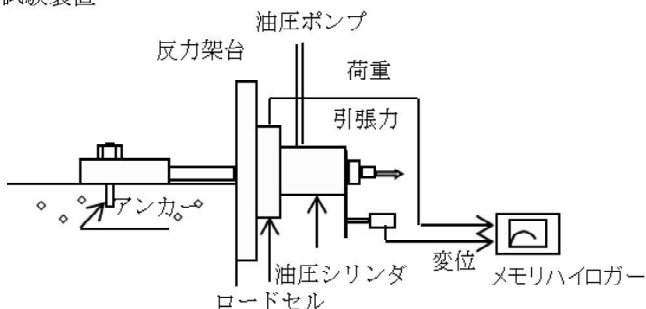 試験装置
油圧ポンプ
反力架台
荷重
引張力
アンカー
変位
油圧シリンダ
メモリハイロガー
ロードセル